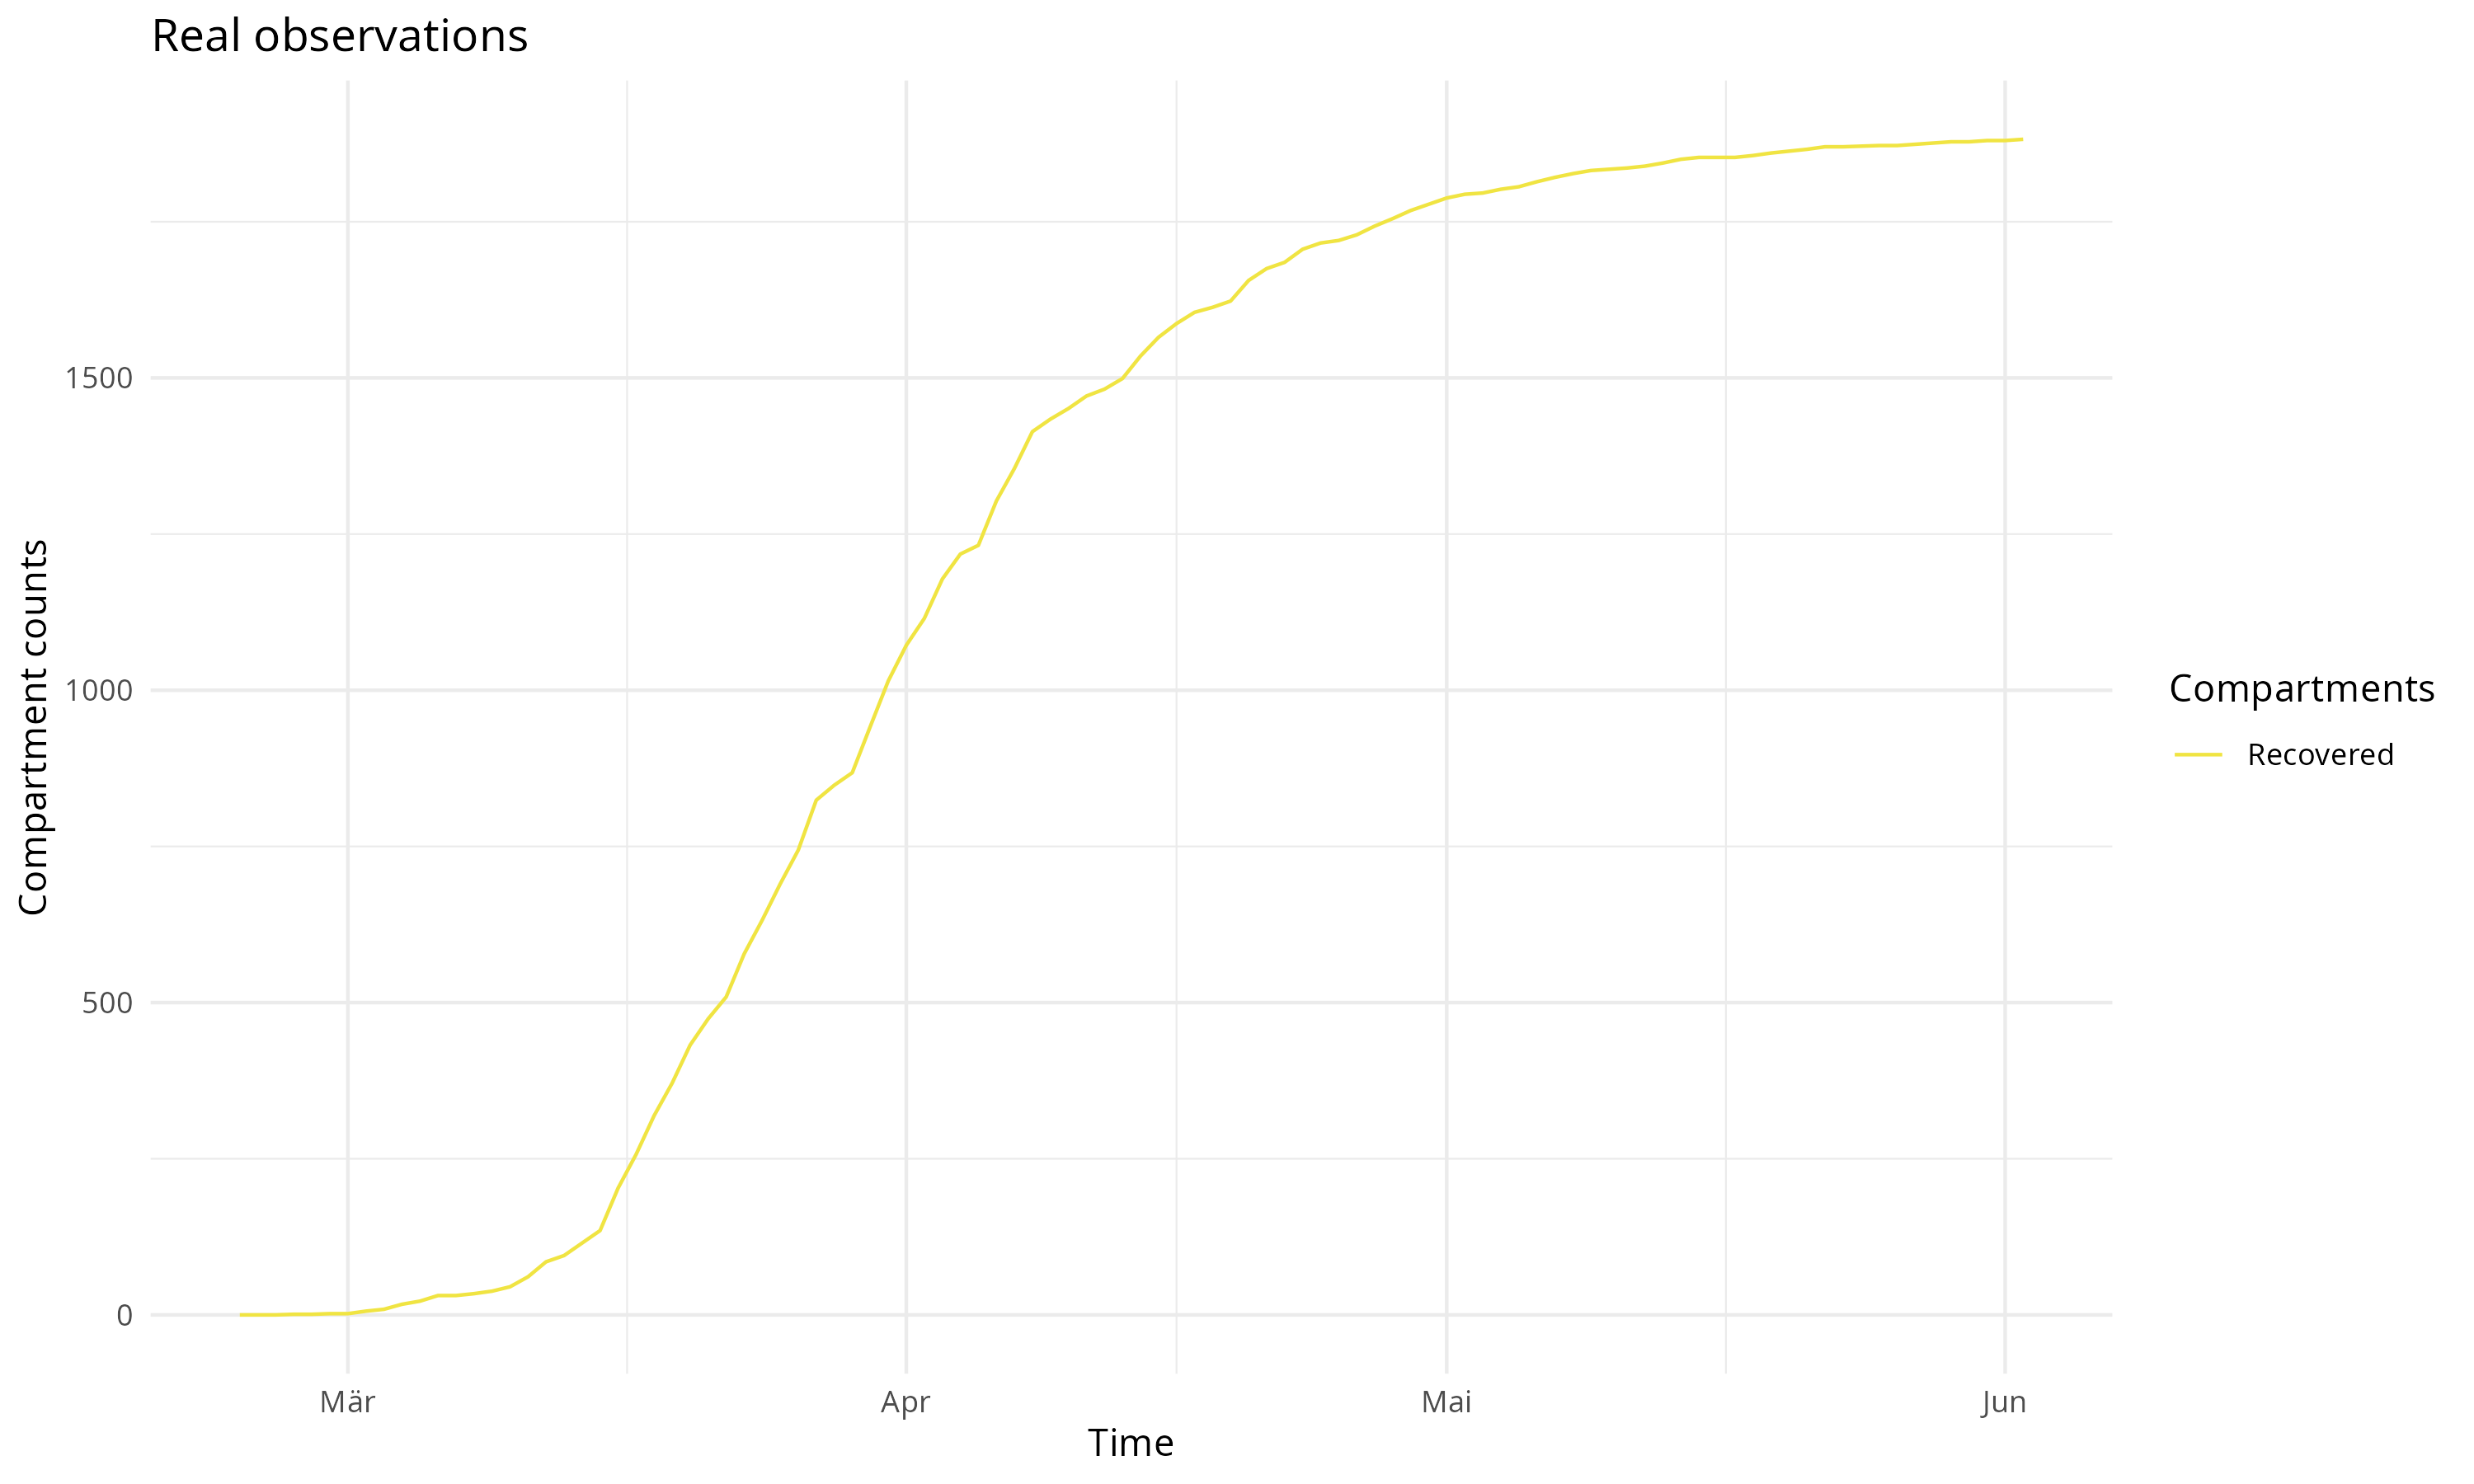 Real observations
Compartment counts
1500
1000
500
0
Mär
Apr
Mai
Jun
Time
Compartments
Recovered